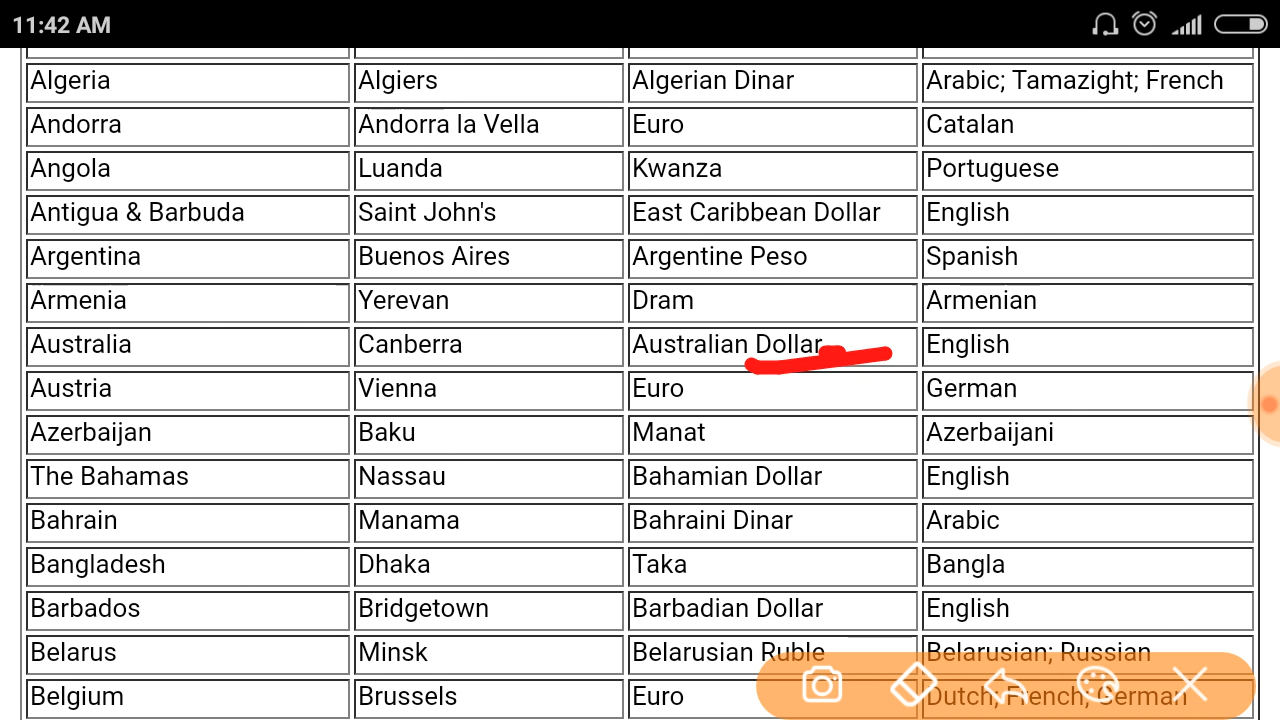 11:42 AM
Algeria Algiers Algerian Dinar Arabic; Tamazight; French
Andorra Andorra la Vella Euro Catalan
Angola Luanda Kwanza Portuguese
Antigua & Barbuda Saint John's East Caribbean Dollar English
Argentina Buenos Aires Argentine Peso Spanish
Armenia Yerevan Dram Armenian
Australia Canberra Australian Dollar English
Austria Vienna Euro German
Azerbaijan Baku Manat Azerbaijani
The Bahamas Nassau Bahamian Dollar English
Bahrain Manama Bahraini Dinar Arabic
Bangladesh Dhaka Taka Bangla
Barbados Bridgetown Barbadian Dollar English
Belarus Minsk Belarusian Ruble Belarusian; Russian
Belgium Brussels Euro Dutch; French; German